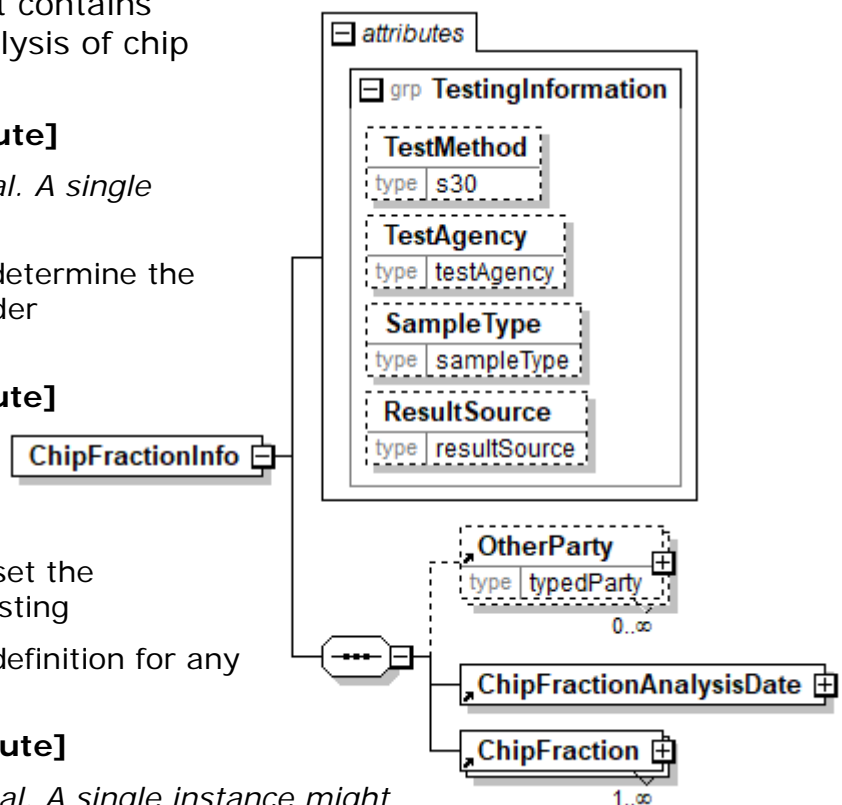 t contains
lysis of chip
ute]
al. A single
determine the
der
ute]
set the
sting
definition for any
ute]
al. A single instance might
attributes
grp TestingInformation
TestMethod
type s30
TestAgency
type testAgency
SampleType
type sampleType
ResultSource
type resultSource
ChipFractionInfo
OtherParty
type typedParty
0..∞
ChipFractionAnalysisDate
ChipFraction
1..∞